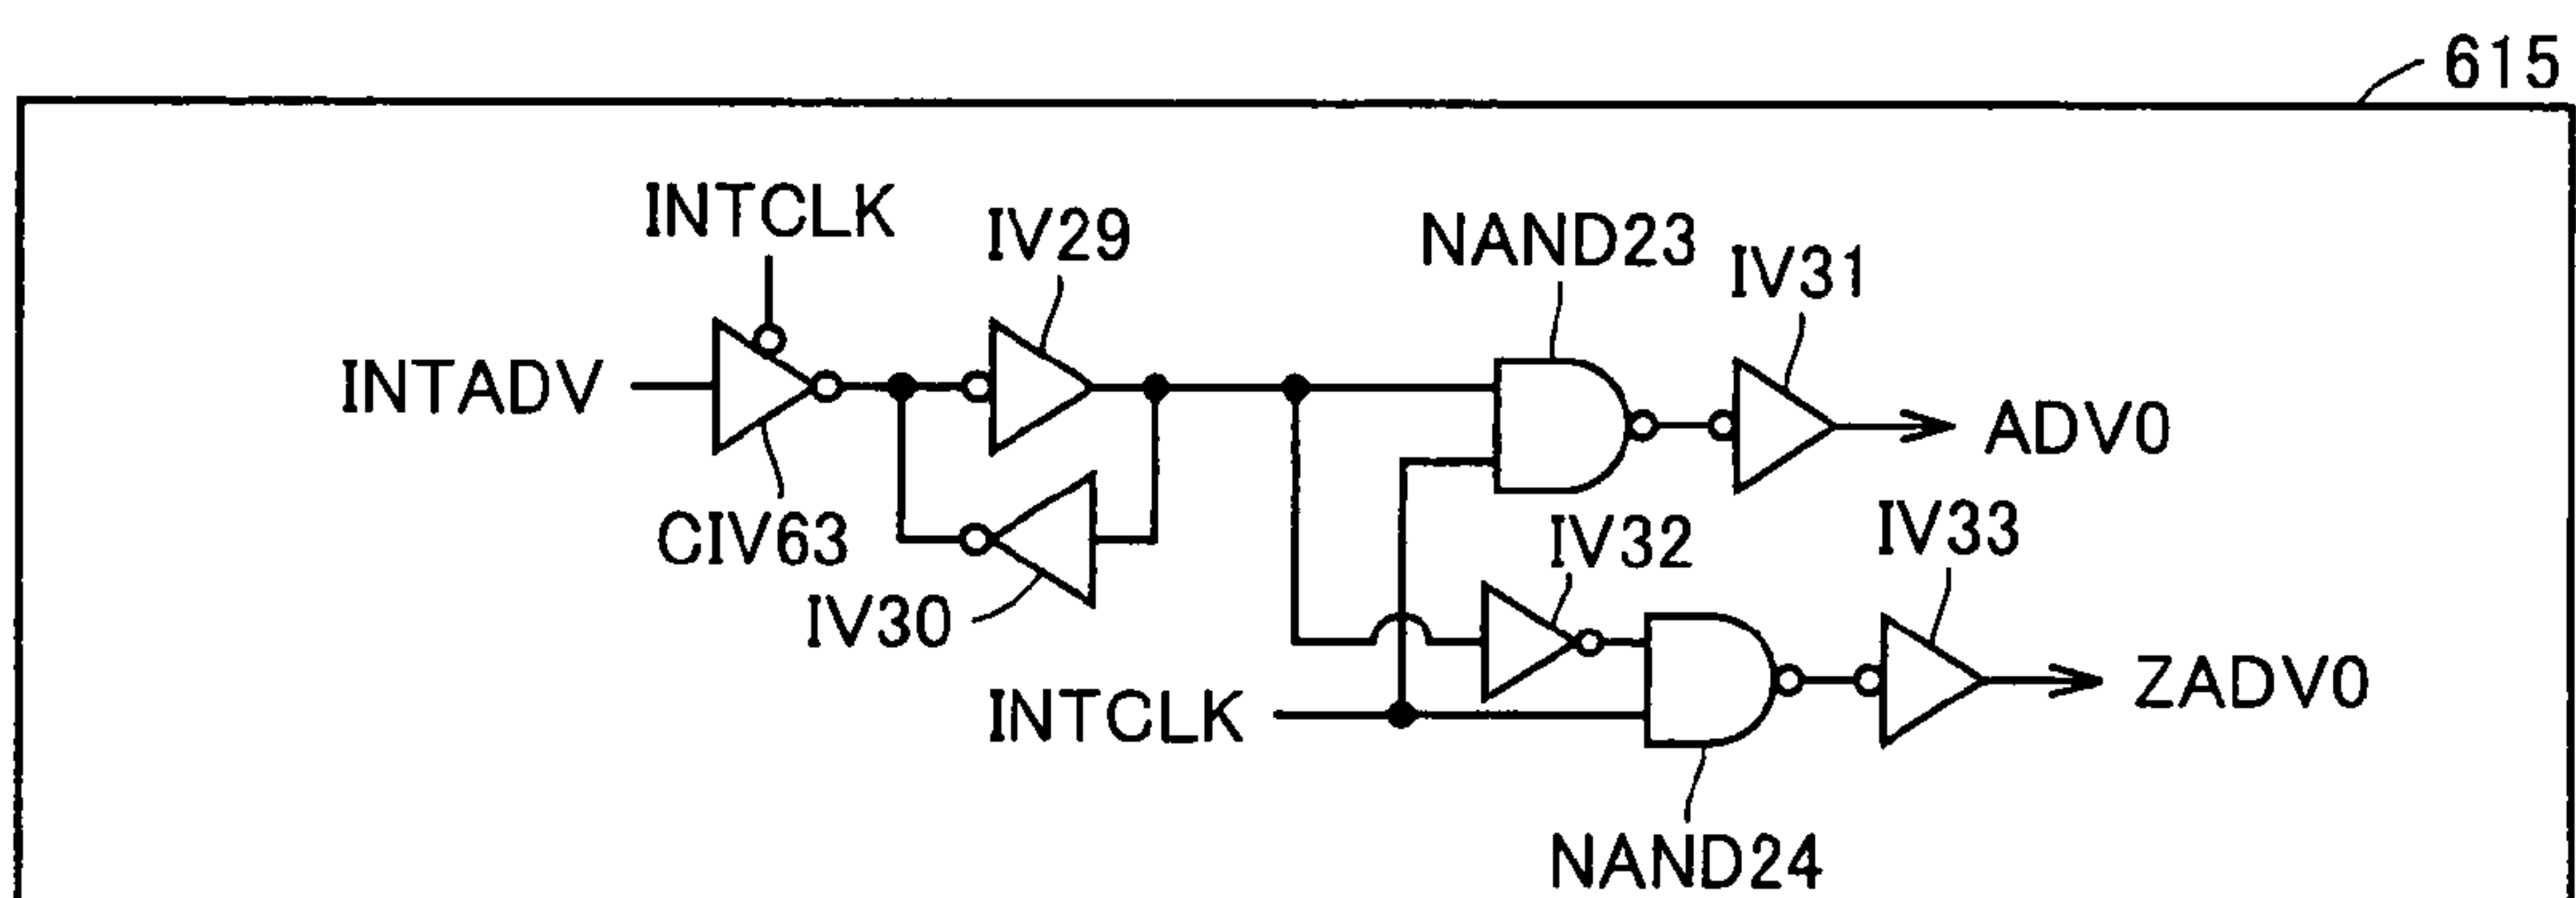 615
INTCLK
IV29
NAND23
IV31
INTADV
ADV0
CIV63
IV30
IV32
IV33
INTCLK
ZADV0
NAND24